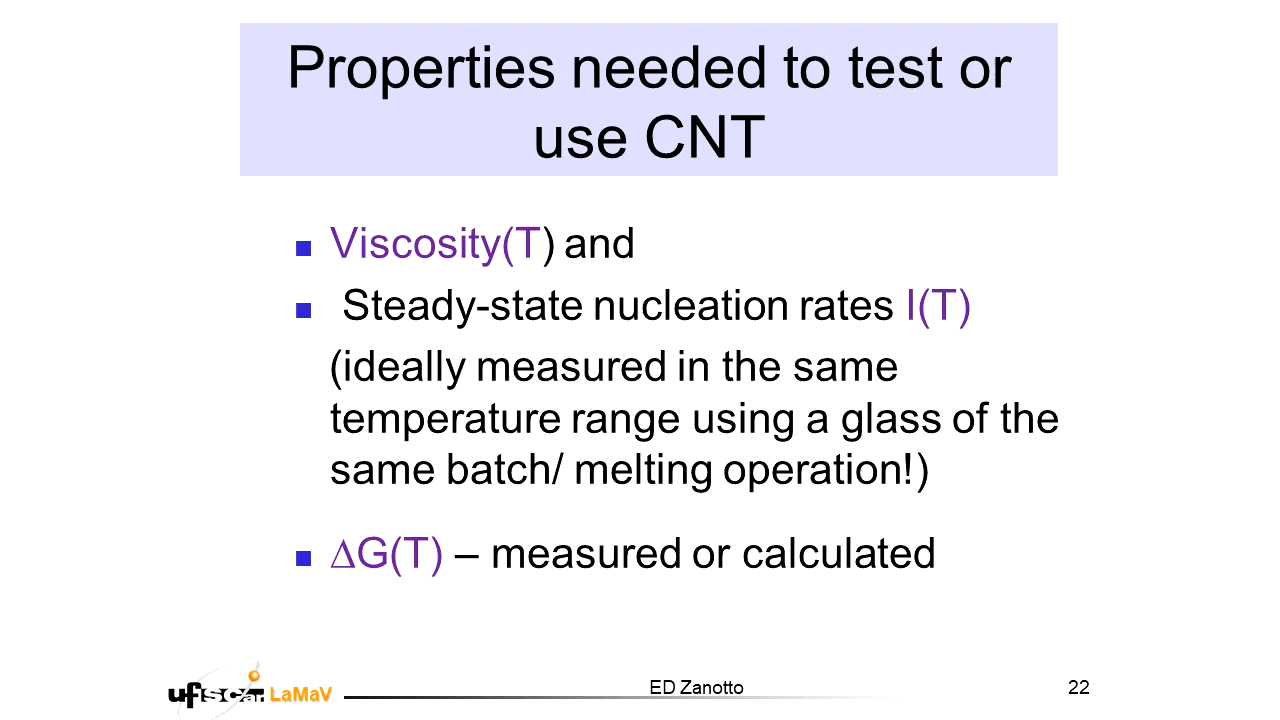 Properties needed to test or
use CNT
Viscosity(T) and
Steady-state nucleation rates I(T)
(ideally measured in the same
temperature range using a glass of the
same batch/ melting operation!)
∆G(T) – measured or calculated
ufscar LaMaV
ED Zanotto
22